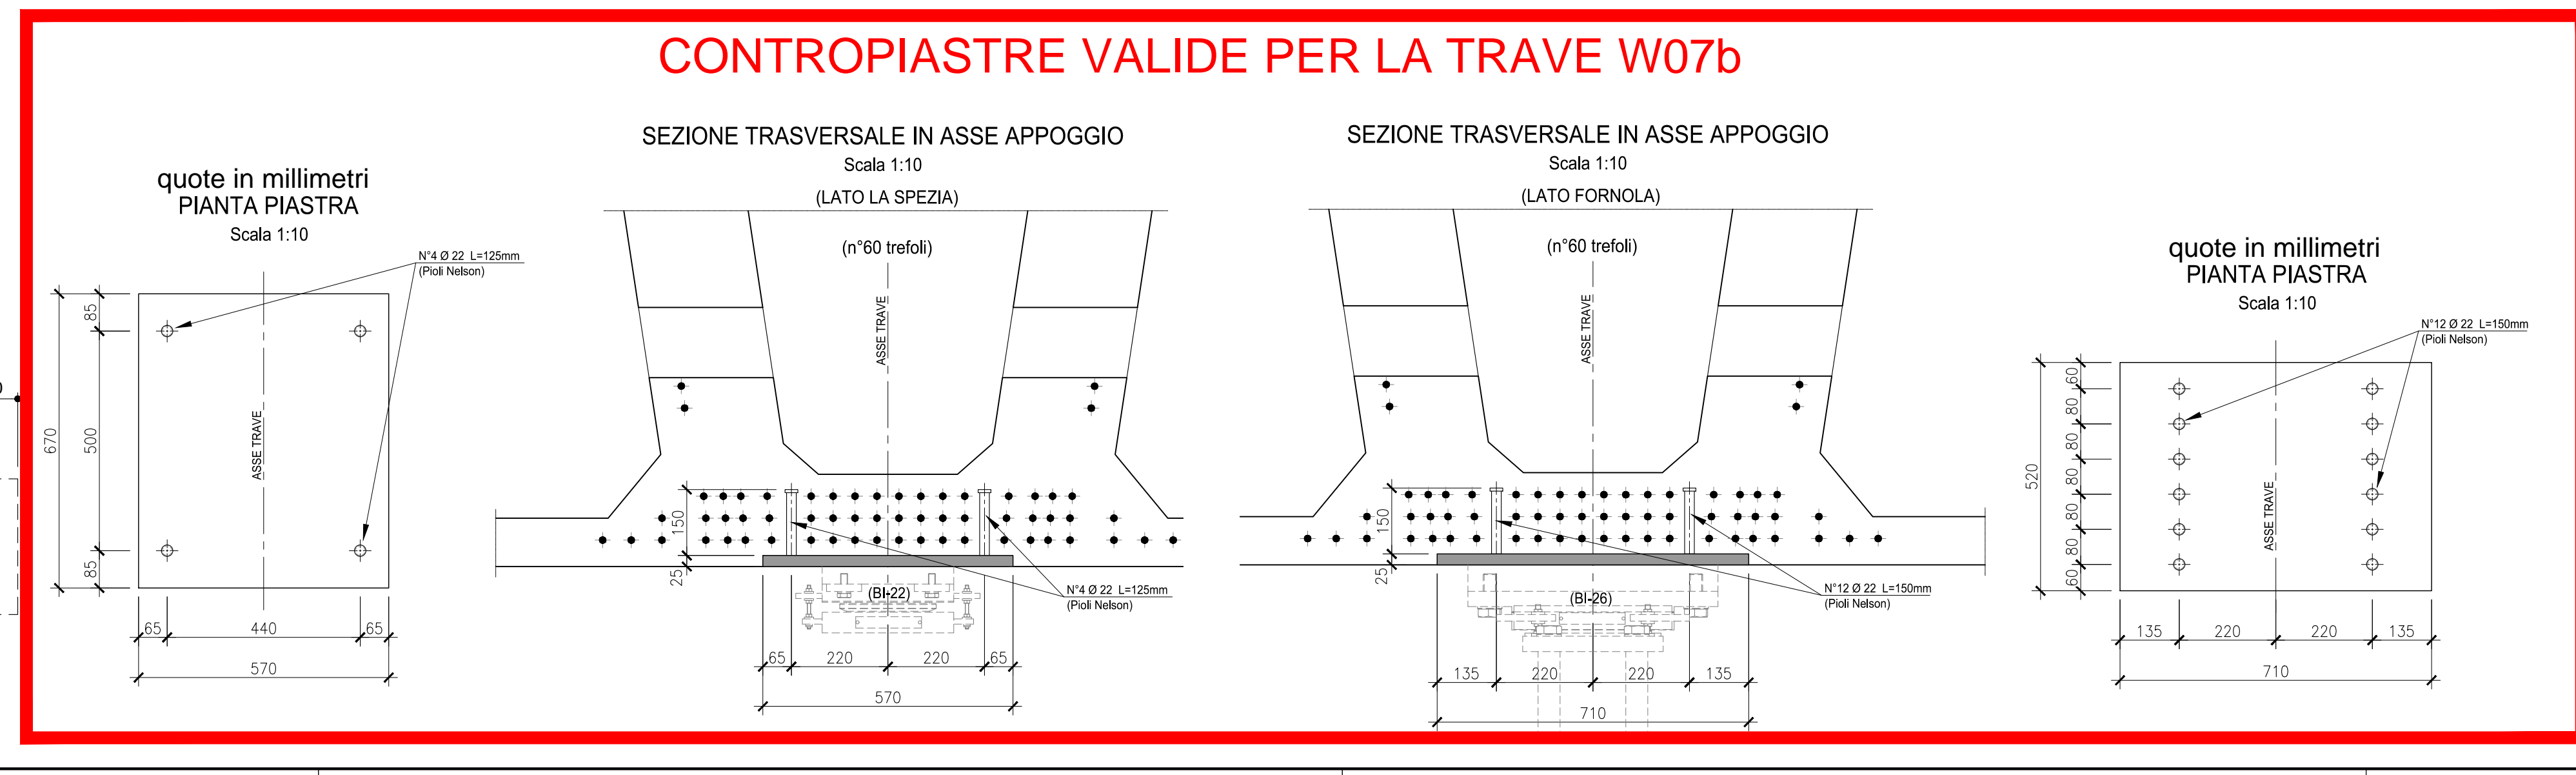 CONTROPIASTRE VALIDE PER LA TRAVE W07b
quote in millimetri
PIANTA PIASTRA
Scala 1:10
N°4 Ø 22 L=125mm
(Pioli Nelson)
85
500
85
670
ASSE TRAVE
65
440
65
570
SEZIONE TRASVERSALE IN ASSE APPOGGIO
Scala 1:10
(LATO LA SPEZIA)
(n°60 trefoli)
ASSE TRAVE
150
25
(BI-22)
N°4 Ø 22 L=125mm
(Pioli Nelson)
65
220
220
65
570
SEZIONE TRASVERSALE IN ASSE APPOGGIO
Scala 1:10
(LATO FORNOLA)
(n°60 trefoli)
ASSE TRAVE
150
25
(BI-26)
N°12 Ø 22 L=150mm
(Pioli Nelson)
135
220
220
135
710
quote in millimetri
PIANTA PIASTRA
Scala 1:10
N°12 Ø 22 L=150mm
(Pioli Nelson)
60
80
80
80
80
80
60
520
ASSE TRAVE
135
220
220
135
710